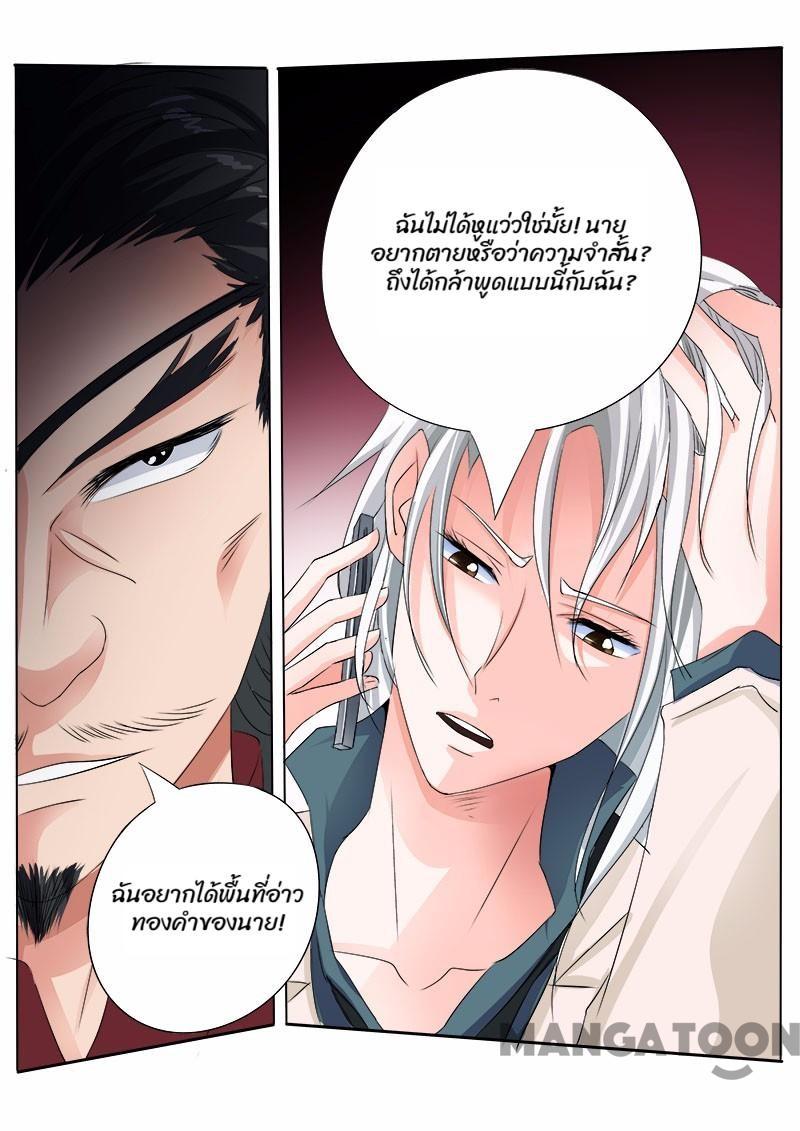 ฉันอยากได้พื้นที่อ่าว
ทองคำของนาย!
ฉันไม่ได้หูแว่วใช่มั้ย! นาย
อยากตายหรือว่าความจำสั้น?
ถึงได้กล้าพูดแบบนี้กับฉัน?
MANGATOON